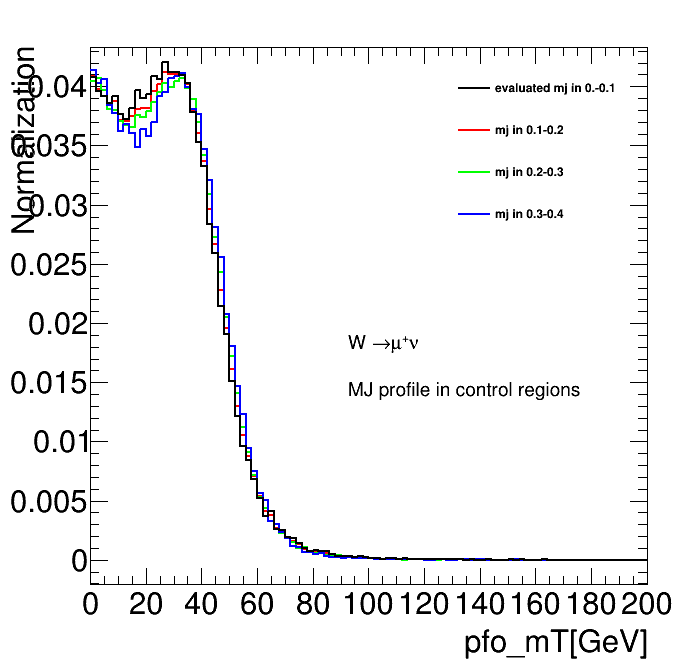 Normalization
0.04
0.035
0.03
0.025
0.02
0.015
0.01
0.005
0
evaluated mj in 0.-0.1
mj in 0.1-0.2
mj in 0.2-0.3
mj in 0.3-0.4
W →μ⁺ν
MJ profile in control regions
0 20 40 60 80 100 120 140 160 180 200
pfo_mT[GeV]